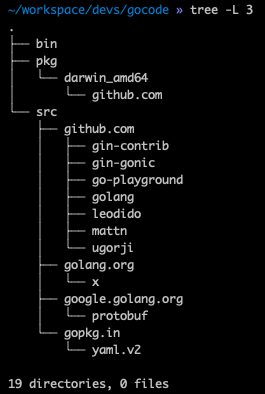 ~/workspace/devs/gocode » tree -L 3
.
├── bin
├── pkg
│   └── darwin_amd64
│       └── github.com
└── src
    ├── github.com
    │   ├── gin-contrib
    │   ├── gin-gonic
    │   ├── go-playground
    │   ├── golang
    │   ├── leodido
    │   ├── mattn
    │   └── ugorji
    ├── golang.org
    │   └── x
    ├── google.golang.org
    │   └── protobuf
    └── gopkg.in
        └── yaml.v2

19 directories, 0 files